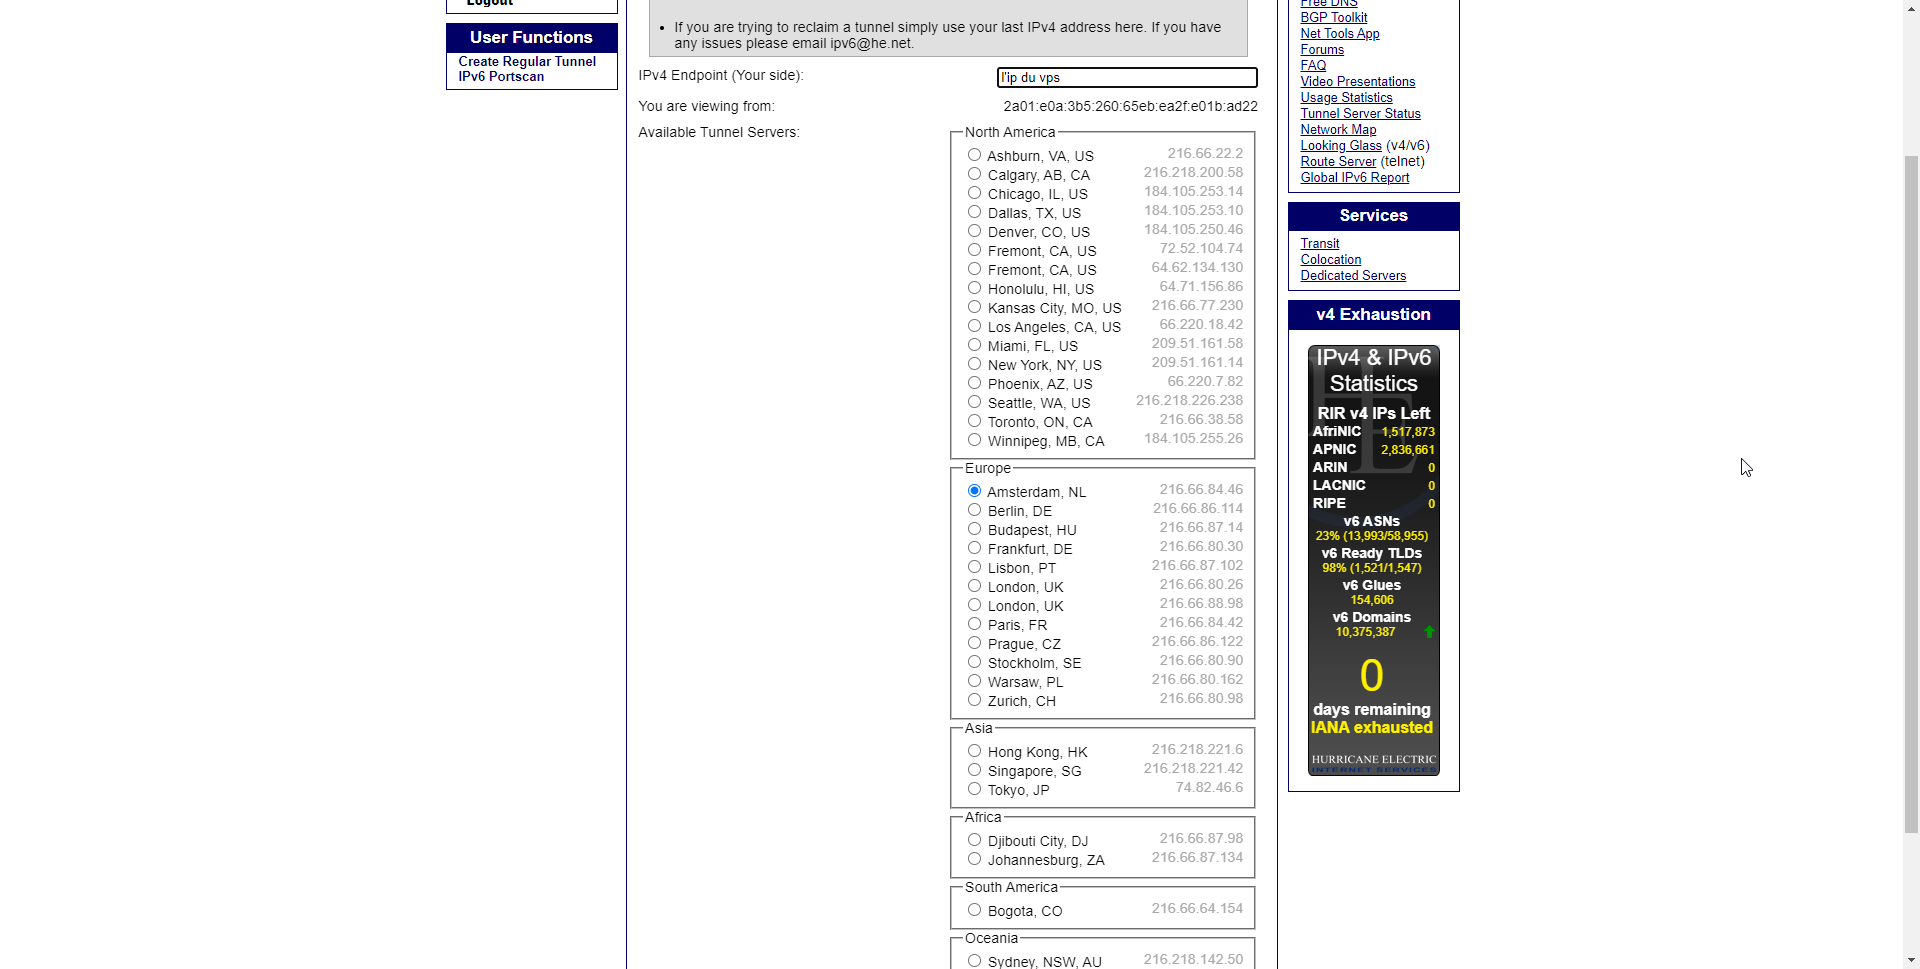 Logout
User Functions
Create Regular Tunnel
IPv6 Portscan
If you are trying to reclaim a tunnel simply use your last IPv4 address here. If you have
any issues please email ipv6@he.net.
IPv4 Endpoint (Your side):
l'ip du vps
You are viewing from:
2a01:e0a:3b5:260:65eb:ea2f:e01b:ad22
Available Tunnel Servers:
North America
Ashburn, VA, US 216.66.22.2
Calgary, AB, CA 216.218.200.58
Chicago, IL, US 184.105.253.14
Dallas, TX, US 184.105.253.10
Denver, CO, US 184.105.250.46
Fremont, CA, US 72.52.104.74
Fremont, CA, US 64.62.134.130
Honolulu, HI, US 64.71.156.86
Kansas City, MO, US 216.66.77.230
Los Angeles, CA, US 66.220.18.42
Miami, FL, US 209.51.161.58
New York, NY, US 209.51.161.14
Phoenix, AZ, US 66.220.7.82
Seattle, WA, US 216.218.226.238
Toronto, ON, CA 216.66.38.58
Winnipeg, MB, CA 184.105.255.26
Europe
Amsterdam, NL 216.66.84.46
Berlin, DE 216.66.86.114
Budapest, HU 216.66.87.14
Frankfurt, DE 216.66.80.30
Lisbon, PT 216.66.87.102
London, UK 216.66.80.26
London, UK 216.66.88.98
Paris, FR 216.66.84.42
Prague, CZ 216.66.86.122
Stockholm, SE 216.66.80.90
Warsaw, PL 216.66.80.162
Zurich, CH 216.66.80.98
Asia
Hong Kong, HK 216.218.221.6
Singapore, SG 216.218.221.42
Tokyo, JP 74.82.46.6
Africa
Djibouti City, DJ 216.66.87.98
Johannesburg, ZA 216.66.87.134
South America
Bogota, CO 216.66.64.154
Oceania
Sydney, NSW, AU 216.218.142.50
Free DNS
BGP Toolkit
Net Tools App
Forums
FAQ
Video Presentations
Usage Statistics
Tunnel Server Status
Network Map
Looking Glass (v4/v6)
Route Server (telnet)
Global IPv6 Report
Services
Transit
Colocation
Dedicated Servers
v4 Exhaustion
IPv4 & IPv6
Statistics
RIR v4 IPs Left
AfriNIC 1,517,873
APNIC 2,836,661
ARIN 0
LACNIC 0
RIPE 0
v6 ASNs
23% (13,993/58,955)
v6 Ready TLDs
98% (1,521/1,547)
v6 Glues
154,606
v6 Domains
10,375,387
0
days remaining
IANA exhausted
HURRICANE ELECTRIC
INTERNET SERVICES